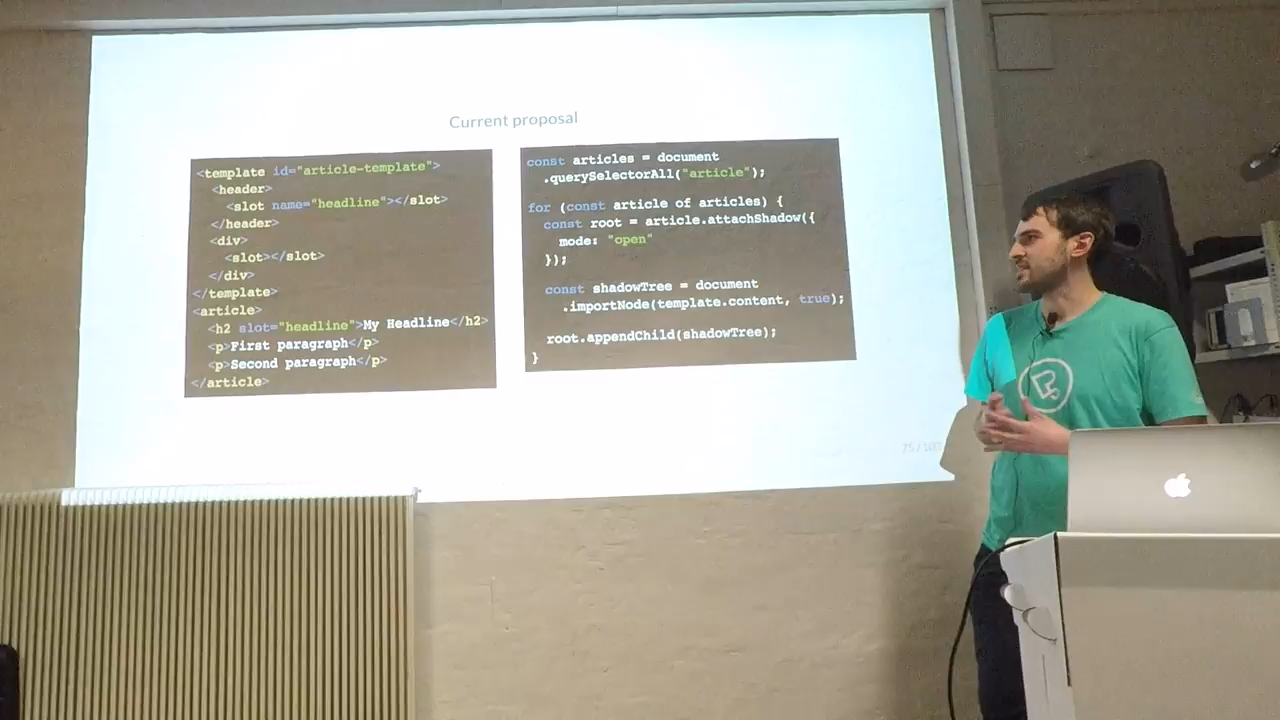 Current proposal
<template id="article-template">
<header>
<slot name="headline"></slot>
</header>
<div>
<slot></slot>
</div>
</template>
<article>
<h2 slot="headline">My Headline</h2>
<p>First paragraph</p>
<p>Second paragraph</p>
</article>
const articles = document
.querySelectorAll("article");
for (const article of articles) {
const root = article.attachShadow({
mode: "open"
});
const shadowTree = document
.importNode(template.content, true);
root.appendChild(shadowTree);
}